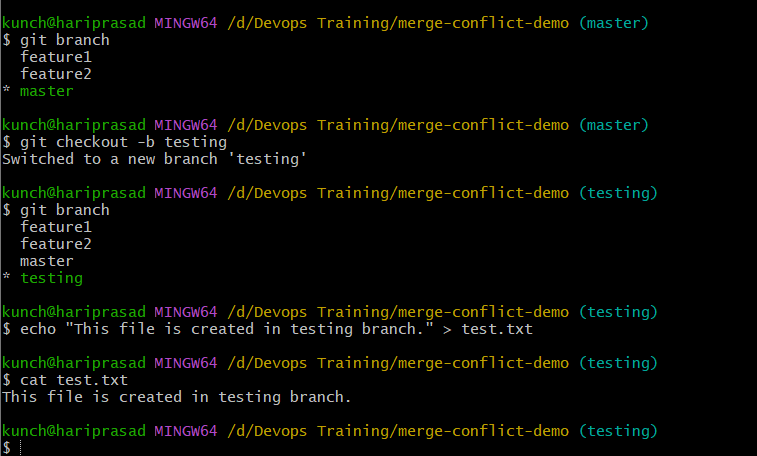 kunch@hariprasad MINGW64 /d/Devops Training/merge-conflict-demo (master)
$ git branch
  feature1
  feature2
* master
kunch@hariprasad MINGW64 /d/Devops Training/merge-conflict-demo (master)
$ git checkout -b testing
Switched to a new branch 'testing'
kunch@hariprasad MINGW64 /d/Devops Training/merge-conflict-demo (testing)
$ git branch
  feature1
  feature2
  master
* testing
kunch@hariprasad MINGW64 /d/Devops Training/merge-conflict-demo (testing)
$ echo "This file is created in testing branch." > test.txt
kunch@hariprasad MINGW64 /d/Devops Training/merge-conflict-demo (testing)
$ cat test.txt
This file is created in testing branch.
kunch@hariprasad MINGW64 /d/Devops Training/merge-conflict-demo (testing)
$